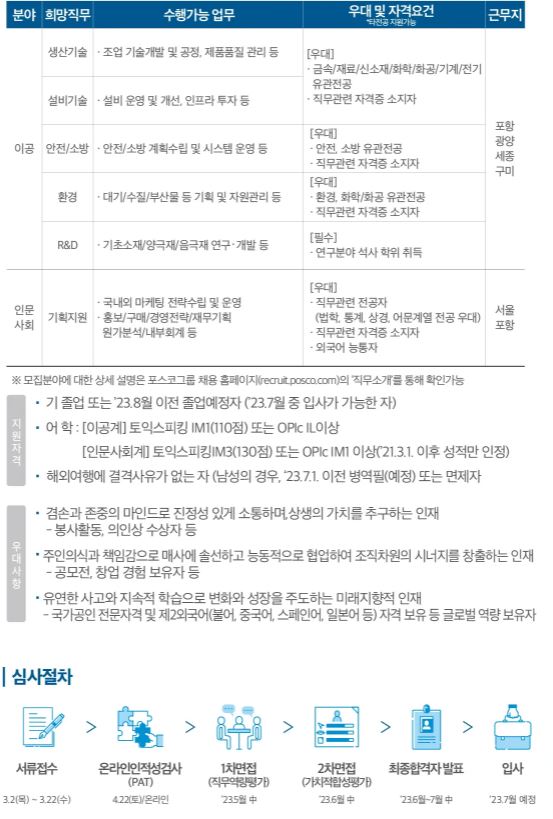 분야 희망직무 수행가능 업무 우대 및 자격요건 근무지
*타전공 지원가능
이공
생산기술 · 조업 기술개발 및 공정, 제품품질 관리 등
설비기술 · 설비 운영 및 개선, 인프라 투자 등
[우대]
· 금속/재료/신소재/화학/화공/기계/전기
유관전공
· 직무관련 자격증 소지자
안전/소방 · 안전/소방 계획수립 및 시스템 운영 등
[우대]
· 안전, 소방 유관전공
· 직무관련 자격증 소지자
환경 · 대기/수질/부산물 등 기획 및 자원관리 등
[우대]
· 환경, 화학/화공 유관전공
· 직무관련 자격증 소지자
R&D · 기초소재/양극재/음극재 연구·개발 등
[필수]
· 연구분야 석사 학위 취득
포항
광양
세종
구미
인문
사회
기획지원
· 국내외 마케팅 전략수립 및 운영
· 홍보/구매/경영전략/재무기획
원가분석/내부회계 등
[우대]
· 직무관련 전공자
(법학, 통계, 상경, 어문계열 전공 우대)
· 직무관련 자격증 소지자
· 외국어 능통자
서울
포항
※ 모집분야에 대한 상세 설명은 포스코그룹 채용 홈페이지(recruit.posco.com)의 '직무소개'를 통해 확인가능
지원자격
· 기 졸업 또는 '23.8월 이전 졸업예정자 ('23.7월 중 입사가 가능한 자)
· 어 학 : [이공계] 토익스피킹 IM1(110점) 또는 OPIc IL이상
[인문사회계] 토익스피킹IM3(130점) 또는 OPIc IM1 이상('21.3.1. 이후 성적만 인정)
· 해외여행에 결격사유가 없는 자 (남성의 경우, '23.7.1. 이전 병역필(예정) 또는 면제자
우대사항
· 겸손과 존중의 마인드로 진정성 있게 소통하며,상생의 가치를 추구하는 인재
- 봉사활동, 의인상 수상자 등
· 주인의식과 책임감으로 매사에 솔선하고 능동적으로 협업하여 조직차원의 시너지를 창출하는 인재
- 공모전, 창업 경험 보유자 등
· 유연한 사고와 지속적 학습으로 변화와 성장을 주도하는 미래지향적 인재
- 국가공인 전문자격 및 제2외국어(불어, 중국어, 스페인어, 일본어 등) 자격 보유 등 글로벌 역량 보유자
심사절차
> > > > >
서류접수 온라인인적성검사 1차면접 2차면접 최종합격자 발표 입사
(PAT) (직무역량평가) (가치적합성평가)
3.2(목) ~ 3.22(수) 4.22(토)/온라인 '23.5월 中 '23.6월 中 '23.6월~7월 中 '23.7월 예정